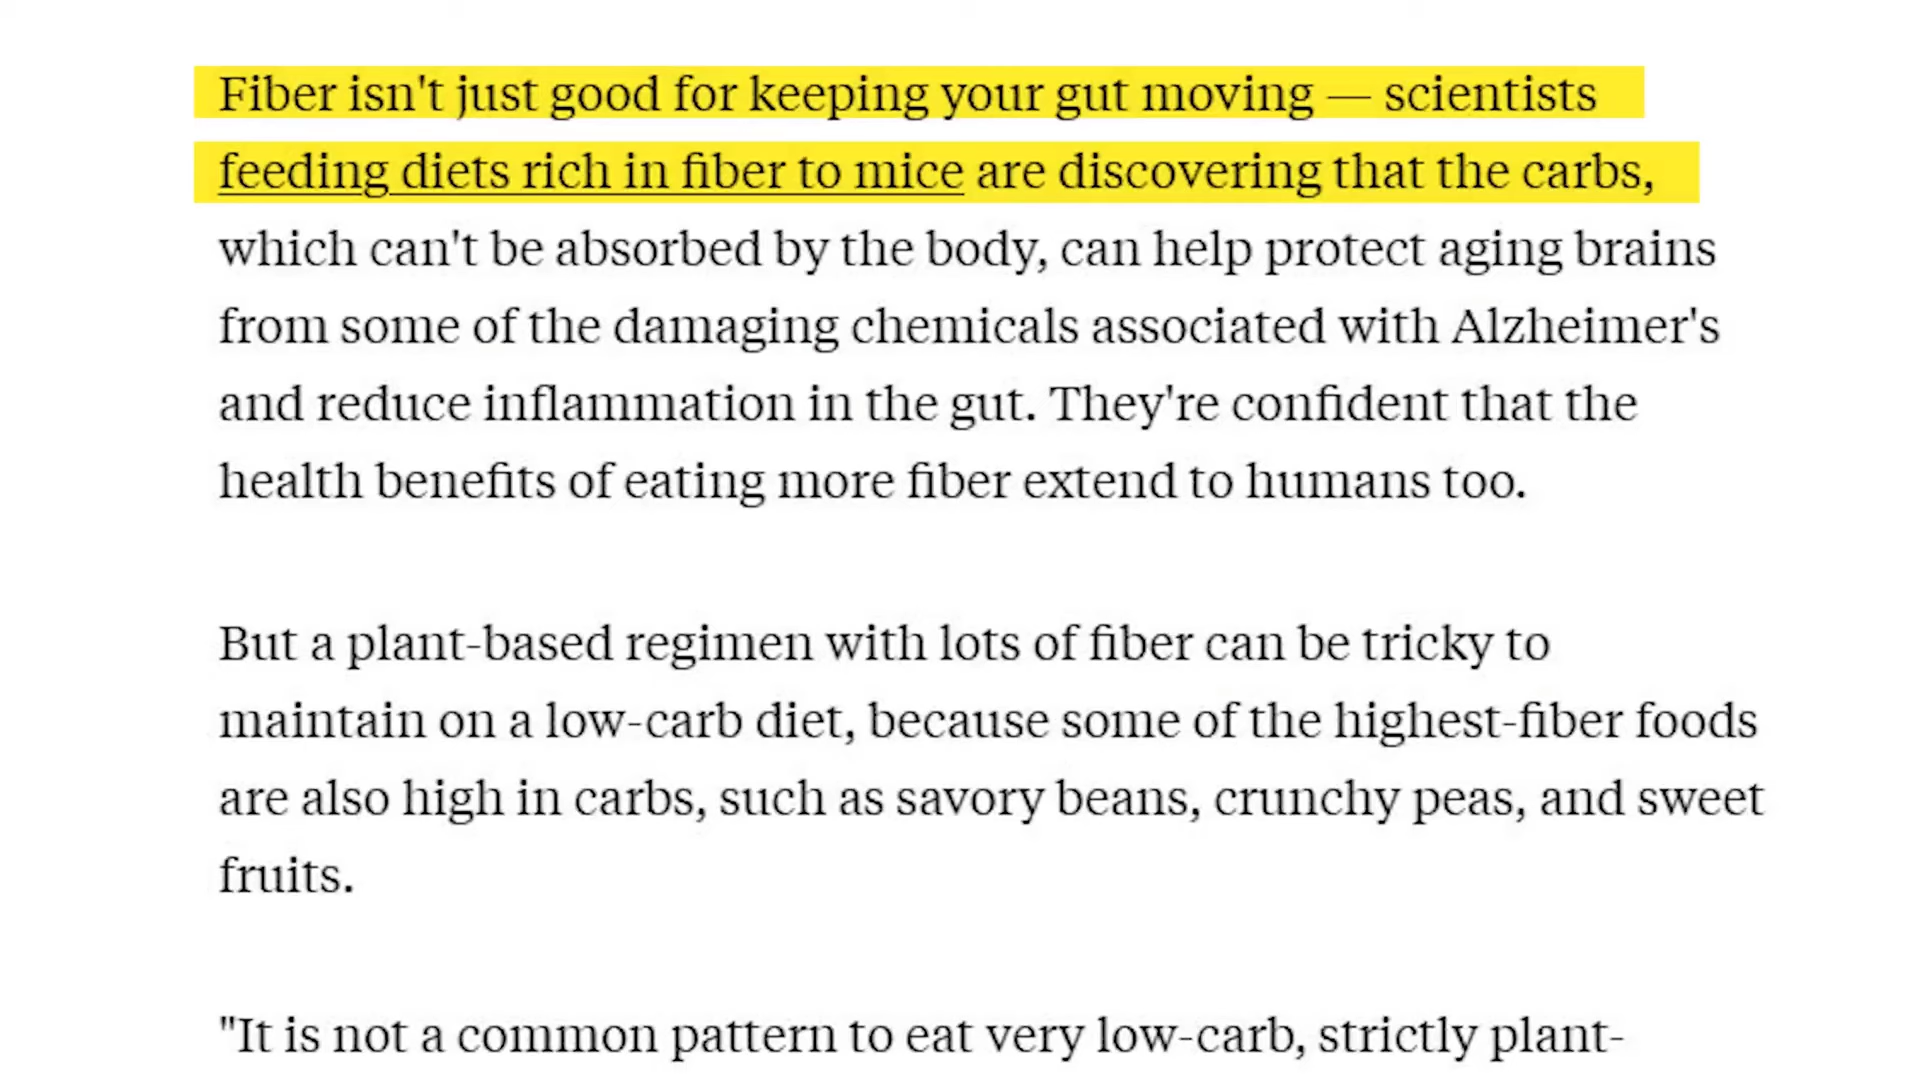 Fiber isn't just good for keeping your gut moving — scientists
feeding diets rich in fiber to mice are discovering that the carbs,
which can't be absorbed by the body, can help protect aging brains
from some of the damaging chemicals associated with Alzheimer's
and reduce inflammation in the gut. They're confident that the
health benefits of eating more fiber extend to humans too.
But a plant-based regimen with lots of fiber can be tricky to
maintain on a low-carb diet, because some of the highest-fiber foods
are also high in carbs, such as savory beans, crunchy peas, and sweet
fruits.
"It is not a common pattern to eat very low-carb, strictly plant-